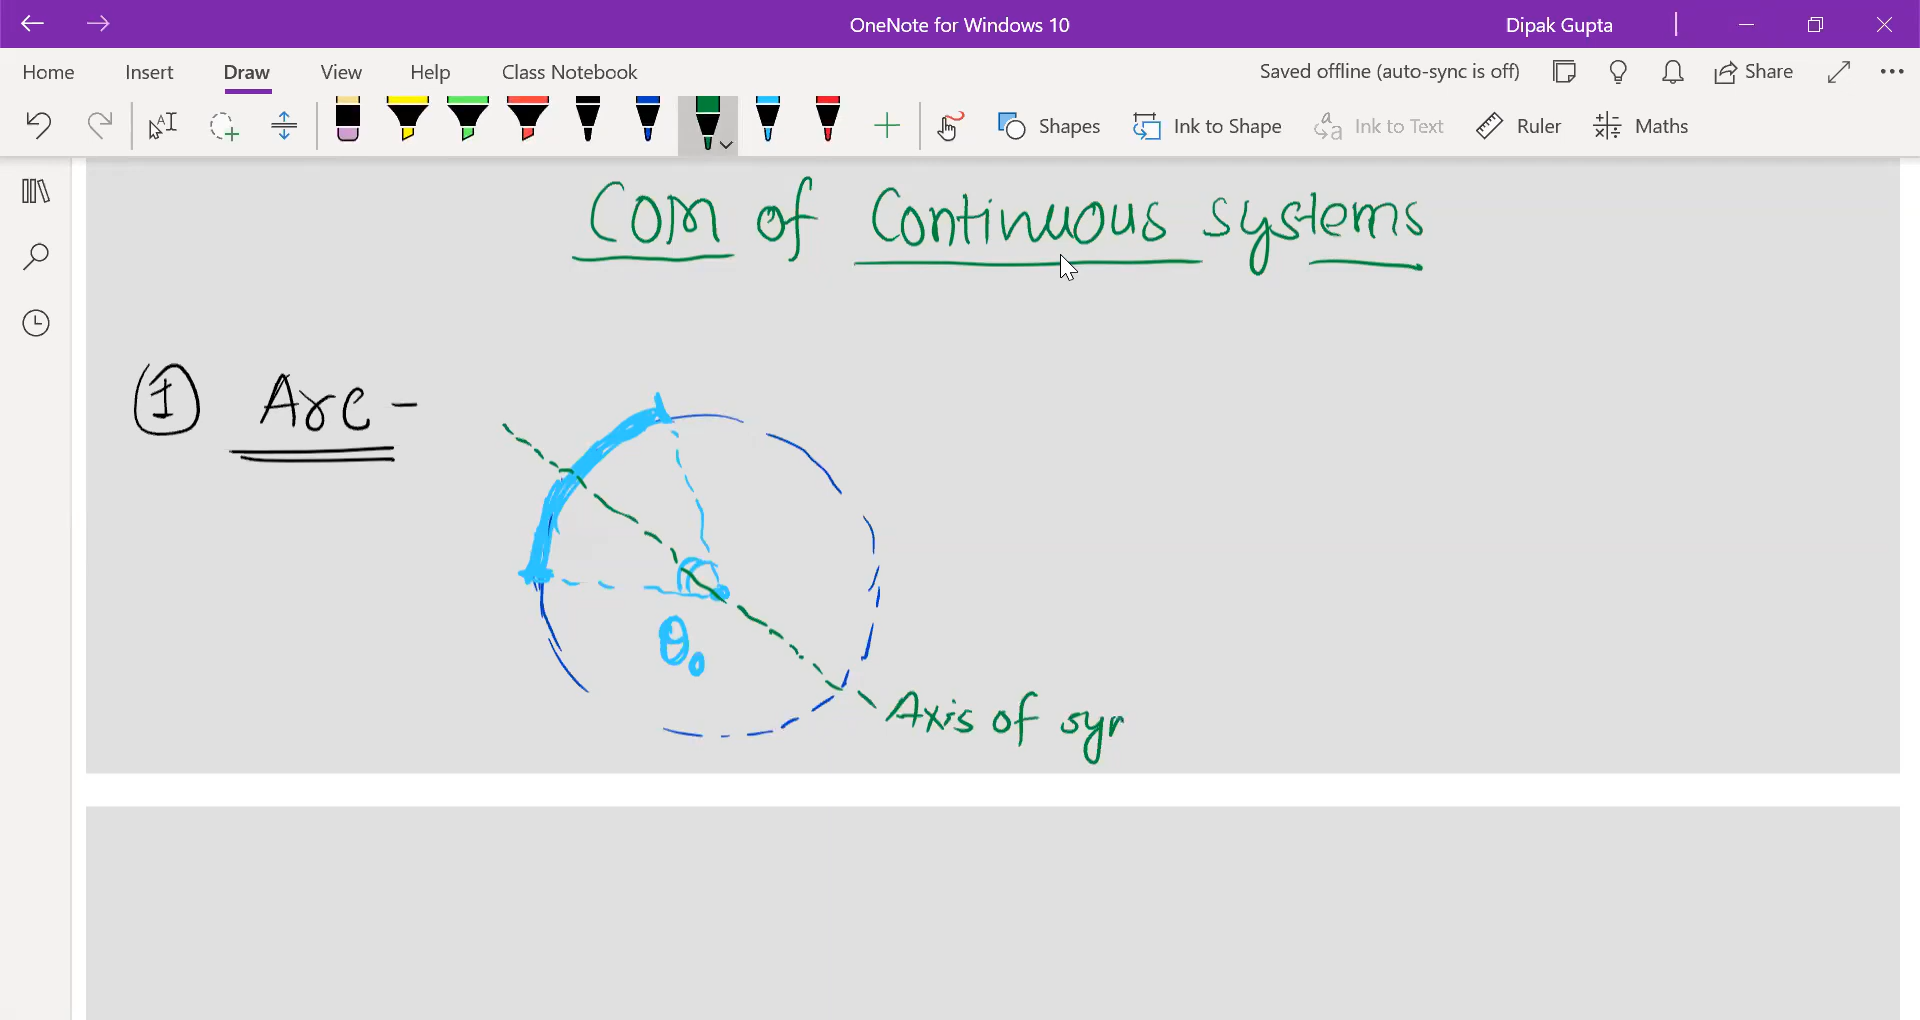 OneNote for Windows 10
Dipak Gupta
Home Insert Draw View Help Class Notebook
Saved offline (auto-sync is off)
Share
Shapes
Ink to Shape
Ink to Text
Ruler
Maths
COM of Continuous systems
① Arc -
θ₀
Axis of syr